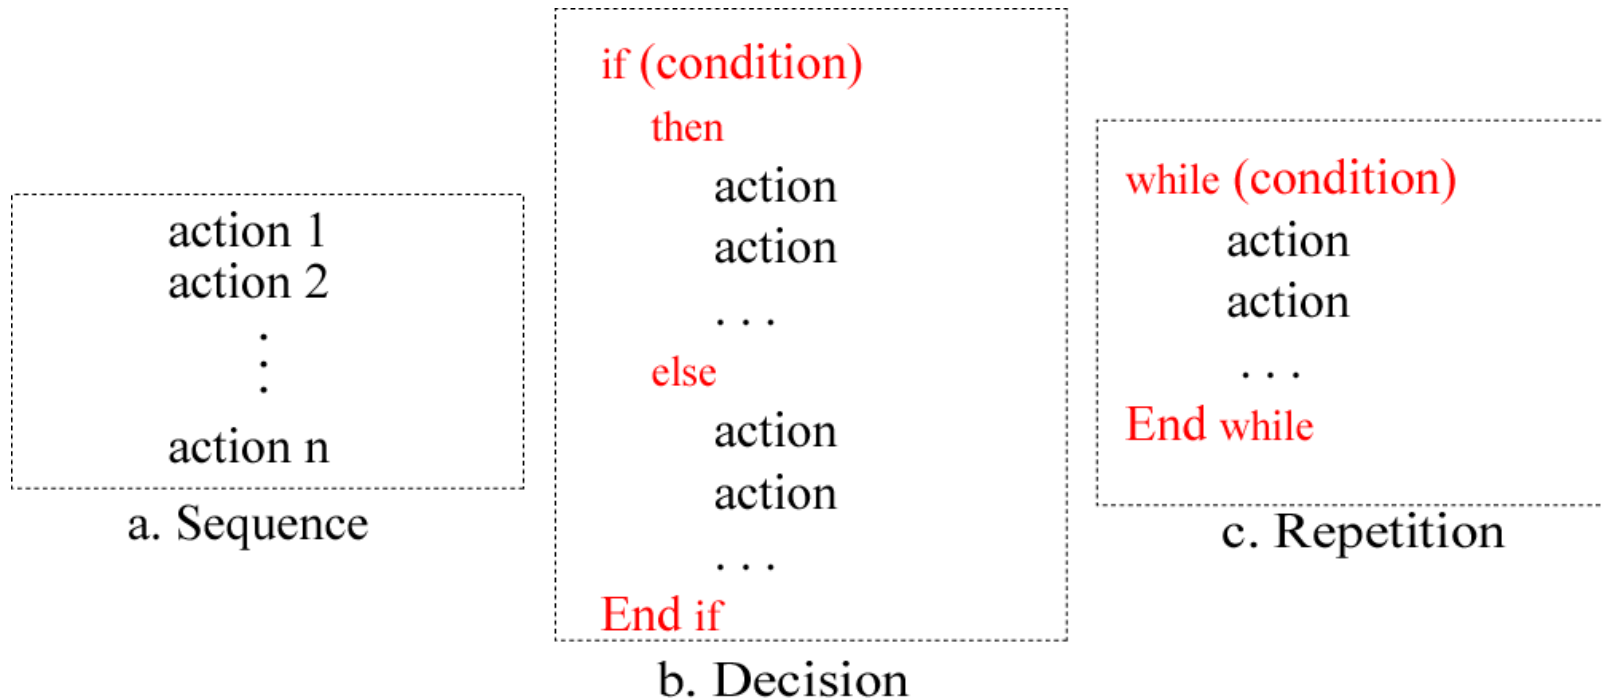 action 1
action 2
.
.
.
action n
a. Sequence
if (condition)
then
action
action
. . .
else
action
action
. . .
End if
b. Decision
while (condition)
action
action
. . .
End while
c. Repetition